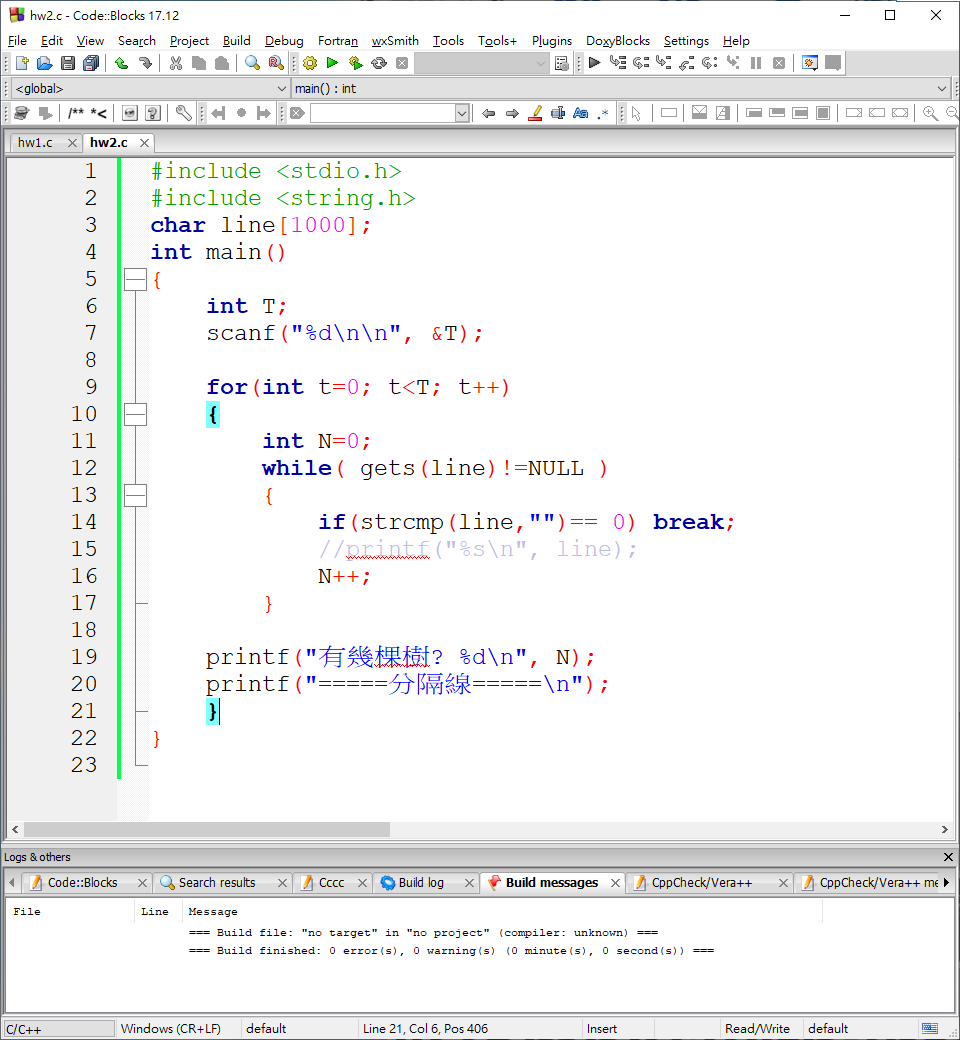 hw2.c - Code::Blocks 17.12
File Edit View Search Project Build Debug Fortran wxSmith Tools Tools+ Plugins DoxyBlocks Settings Help
<global> main() : int
/** *<
hw1.c hw2.c
1 #include <stdio.h>
2 #include <string.h>
3 char line[1000];
4 int main()
5 {
6 int T;
7 scanf("%d\n\n", &T);
8
9 for(int t=0; t<T; t++)
10 {
11 int N=0;
12 while( gets(line)!=NULL )
13 {
14 if(strcmp(line,"")== 0) break;
15 //printf("%s\n", line);
16 N++;
17 }
18
19 printf("有幾棵樹? %d\n", N);
20 printf("=====分隔線=====\n");
21 }
22 }
23
Logs & others
Code::Blocks Search results Cccc Build log Build messages CppCheck/Vera++ CppCheck/Vera++ me
File Line Message
=== Build file: "no target" in "no project" (compiler: unknown) ===
=== Build finished: 0 error(s), 0 warning(s) (0 minute(s), 0 second(s)) ===
C/C++ Windows (CR+LF) default Line 21, Col 6, Pos 406 Insert Read/Write default